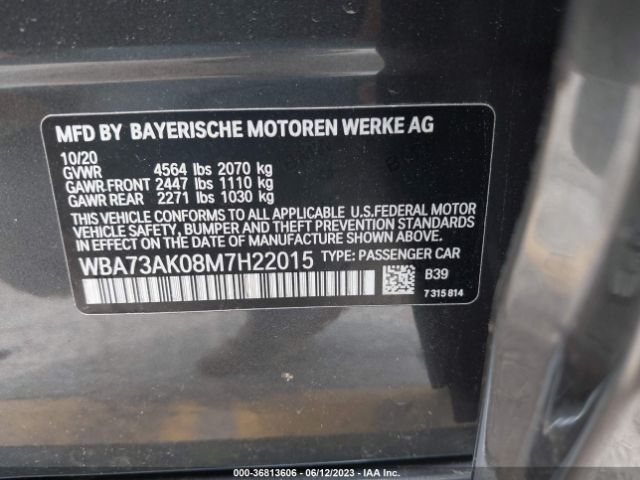 MFD BY BAYERISCHE MOTOREN WERKE AG
10/20
GVWR 4564 lbs 2070 kg
GAWR FRONT 2447 lbs 1110 kg
GAWR REAR 2271 lbs 1030 kg
THIS VEHICLE CONFORMS TO ALL APPLICABLE U.S.FEDERAL MOTOR
VEHICLE SAFETY, BUMPER AND THEFT PREVENTION STANDARDS
IN EFFECT ON THE DATE OF MANUFACTURE SHOWN ABOVE.
WBA73AK08M7H22015 TYPE: PASSENGER CAR
B39
7 315 814
000-36813606 - 06/12/2023 - IAA Inc.